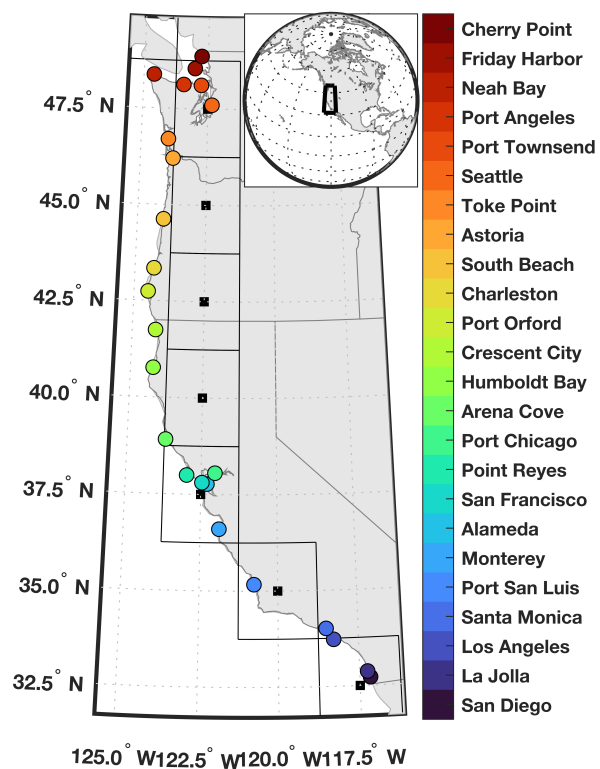 47.5° N
45.0° N
42.5° N
40.0° N
37.5° N
35.0° N
32.5° N
125.0° W122.5° W120.0° W117.5° W
Cherry Point
Friday Harbor
Neah Bay
Port Angeles
Port Townsend
Seattle
Toke Point
Astoria
South Beach
Charleston
Port Orford
Crescent City
Humboldt Bay
Arena Cove
Port Chicago
Point Reyes
San Francisco
Alameda
Monterey
Port San Luis
Santa Monica
Los Angeles
La Jolla
San Diego